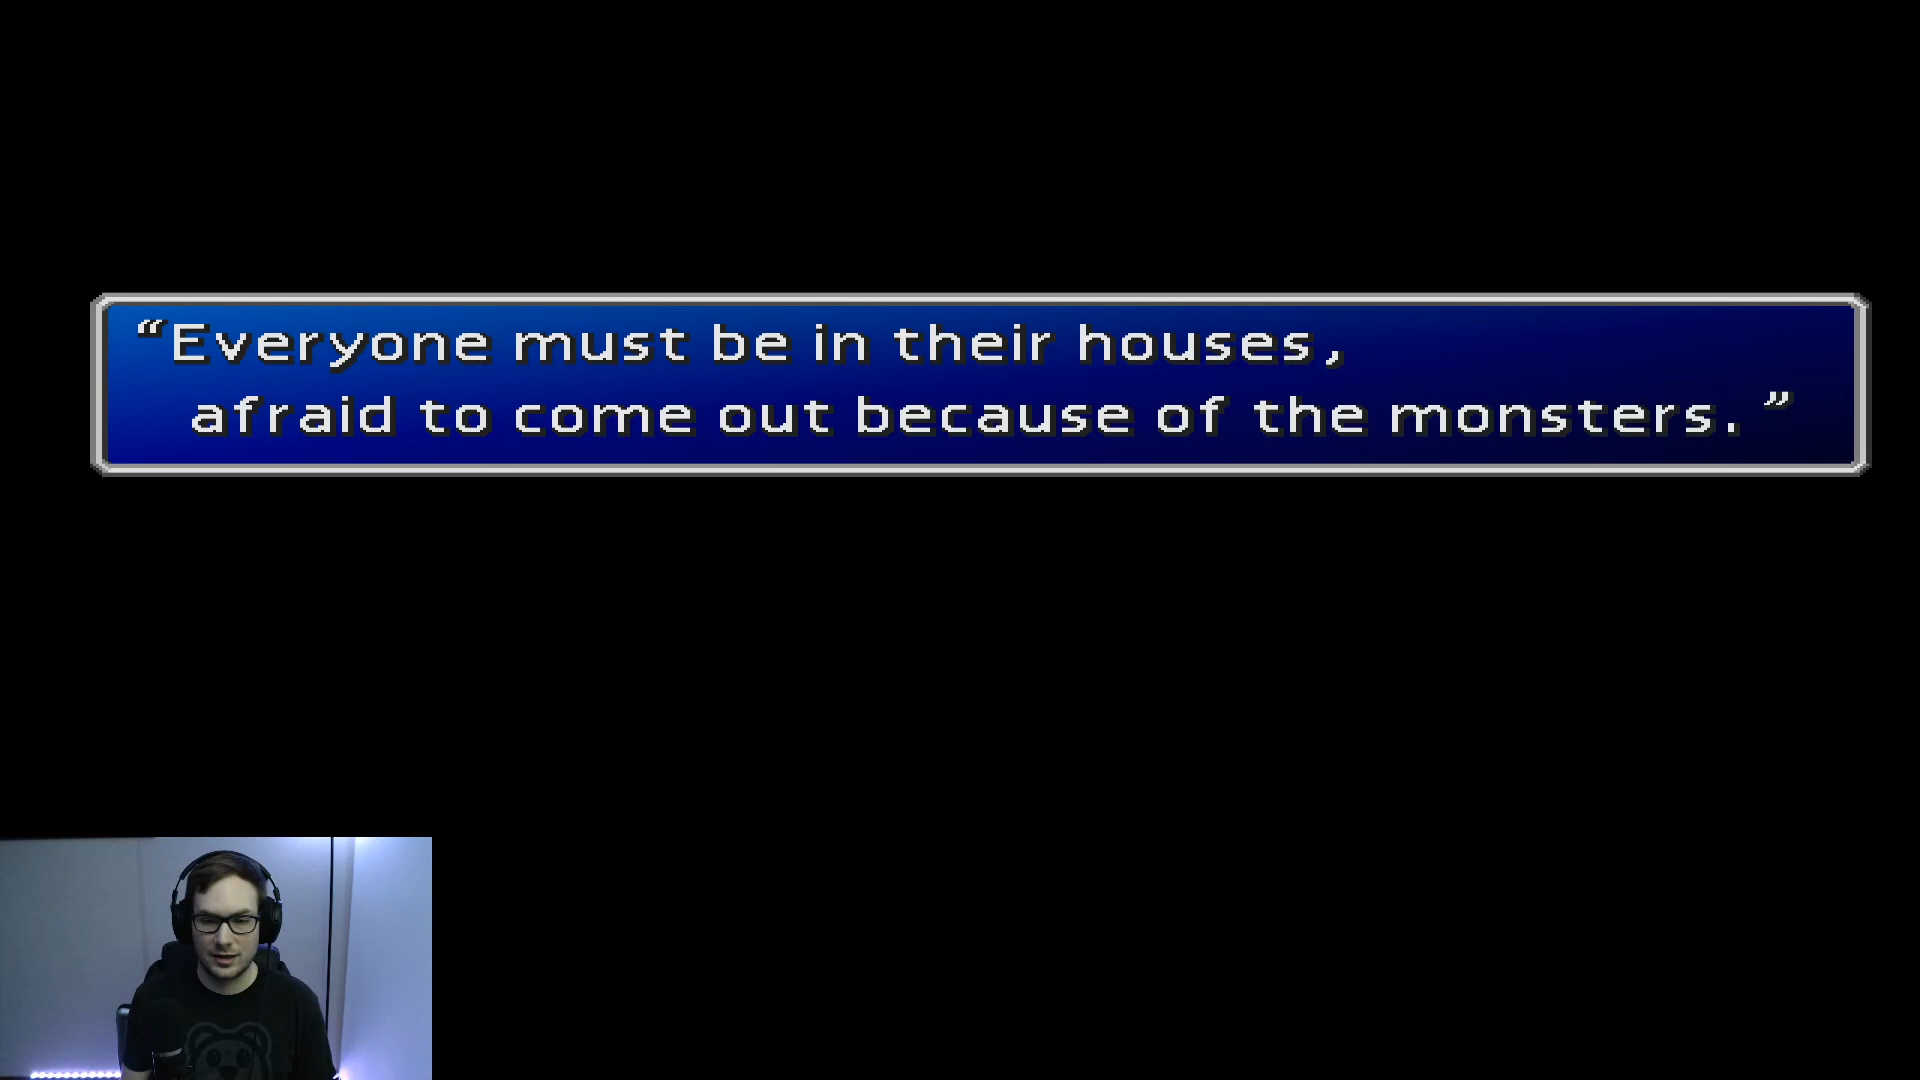 “Everyone must be in their houses,
afraid to come out because of the monsters.”